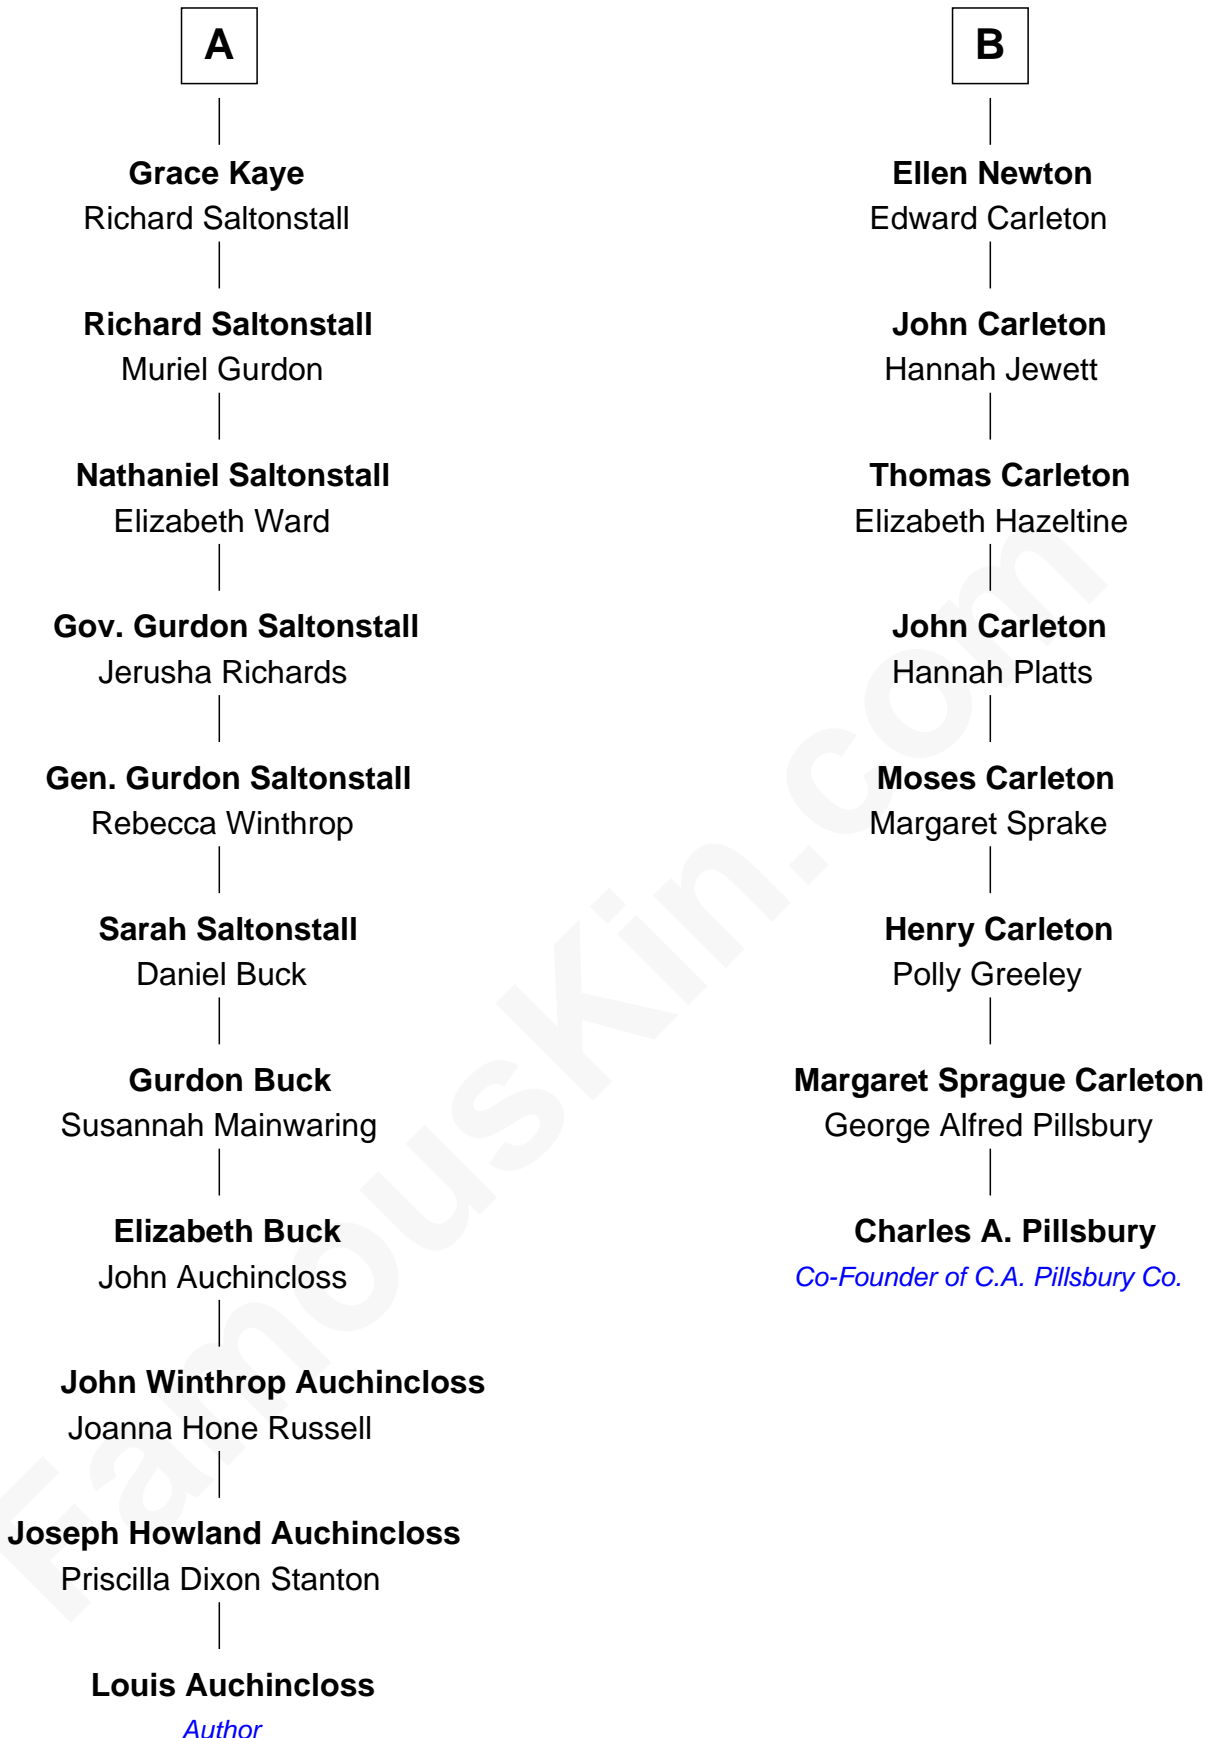 A
Grace Kaye
Richard Saltonstall
Richard Saltonstall
Muriel Gurdon
Nathaniel Saltonstall
Elizabeth Ward
Gov. Gurdon Saltonstall
Jerusha Richards
Gen. Gurdon Saltonstall
Rebecca Winthrop
Sarah Saltonstall
Daniel Buck
Gurdon Buck
Susannah Mainwaring
Elizabeth Buck
John Auchincloss
John Winthrop Auchincloss
Joanna Hone Russell
Joseph Howland Auchincloss
Priscilla Dixon Stanton
Louis Auchincloss
Author
B
Ellen Newton
Edward Carleton
John Carleton
Hannah Jewett
Thomas Carleton
Elizabeth Hazeltine
John Carleton
Hannah Platts
Moses Carleton
Margaret Sprake
Henry Carleton
Polly Greeley
Margaret Sprague Carleton
George Alfred Pillsbury
Charles A. Pillsbury
Co-Founder of C.A. Pillsbury Co.
FamousKin.com